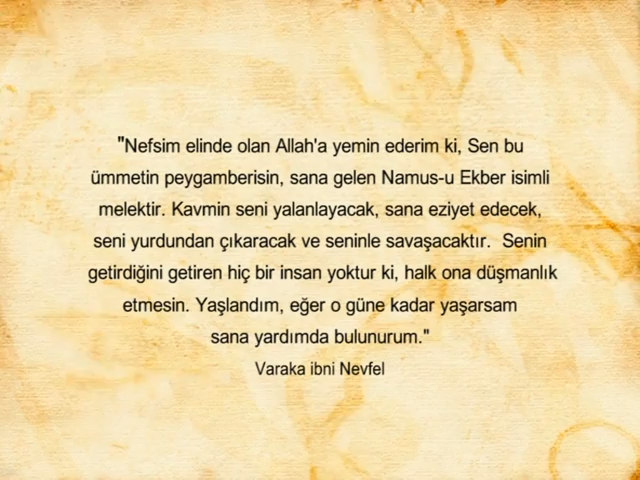 "Nefsim elinde olan Allah'a yemin ederim ki, Sen bu
ümmetin peygamberisin, sana gelen Namus-u Ekber isimli
melektir. Kavmin seni yalanlayacak, sana eziyet edecek,
seni yurdundan çıkaracak ve seninle savaşacaktır.  Senin
getirdiğini getiren hiç bir insan yoktur ki, halk ona düşmanlık
etmesin. Yaşlandım, eğer o güne kadar yaşarsam
sana yardımda bulunurum."
Varaka ibni Nevfel